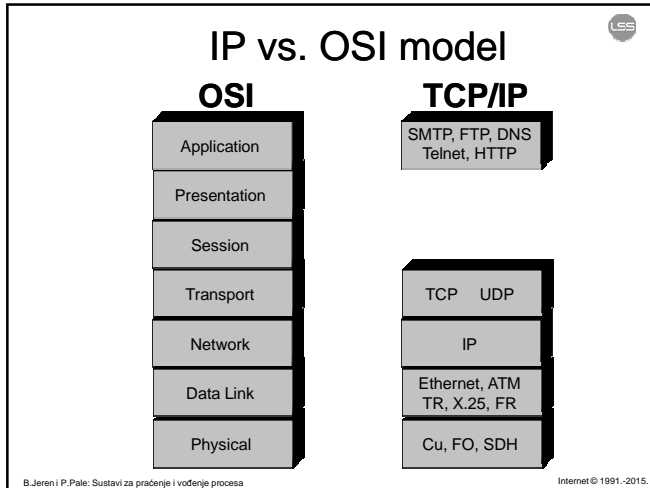 LSS
IP vs. OSI model
OSI
TCP/IP
Application
Presentation
Session
Transport
Network
Data Link
Physical
SMTP, FTP, DNS
Telnet, HTTP
TCP UDP
IP
Ethernet, ATM
TR, X.25, FR
Cu, FO, SDH
B.Jeren i P.Pale: Sustavi za praćenje i vođenje procesa
Internet © 1991.-2015.